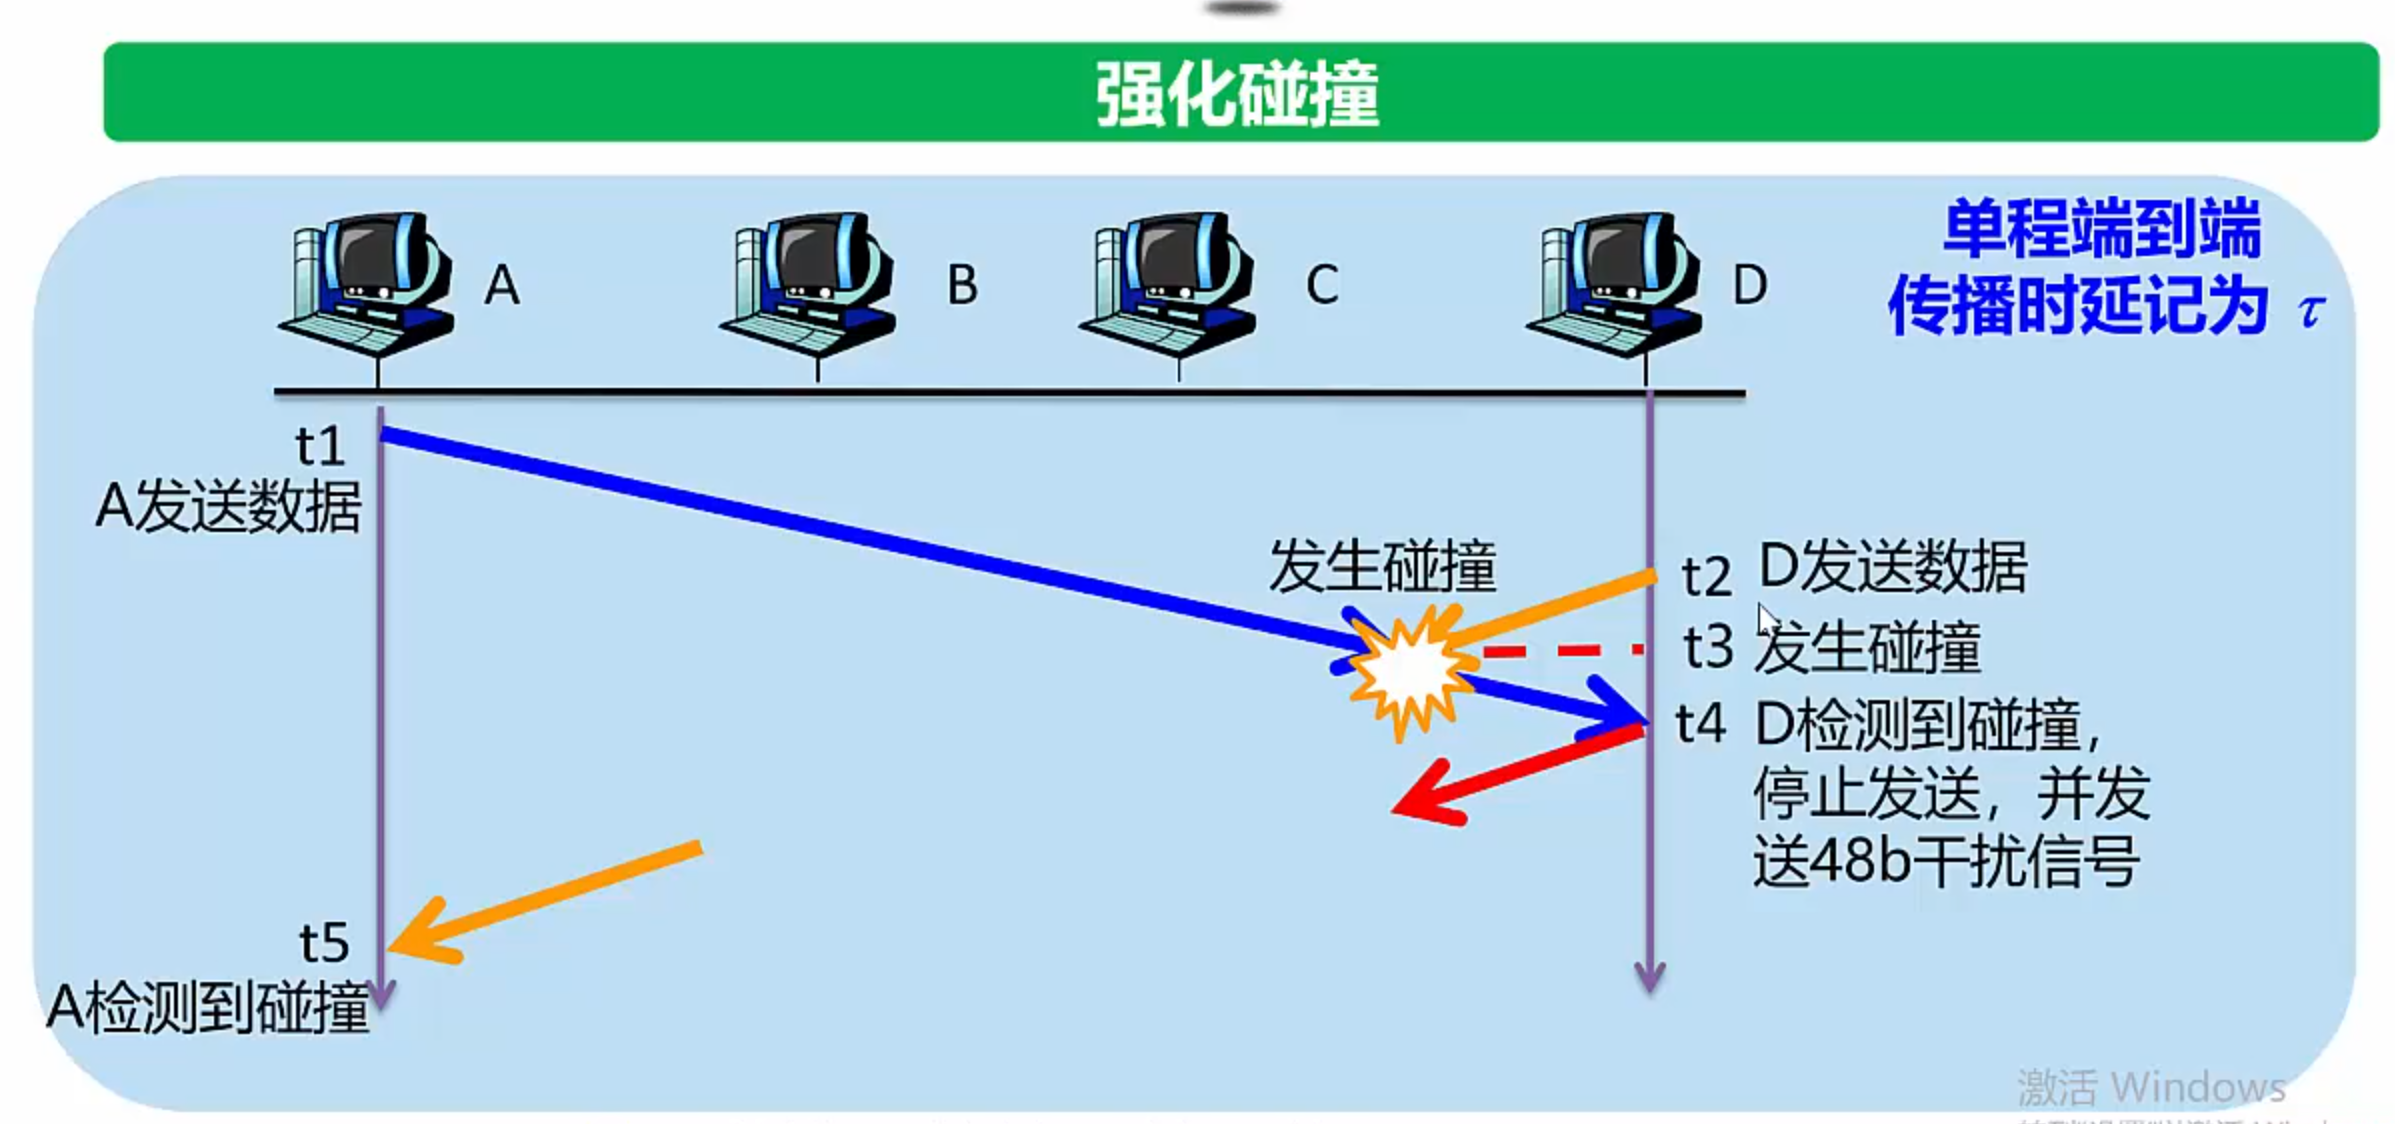 强化碰撞
单程端到端
传播时延记为 τ
A
B
C
D
t1
A发送数据
发生碰撞
t2 D发送数据
t3 发生碰撞
t4 D检测到碰撞，
停止发送，并发
送48b干扰信号
t5
A检测到碰撞
激活 Windows